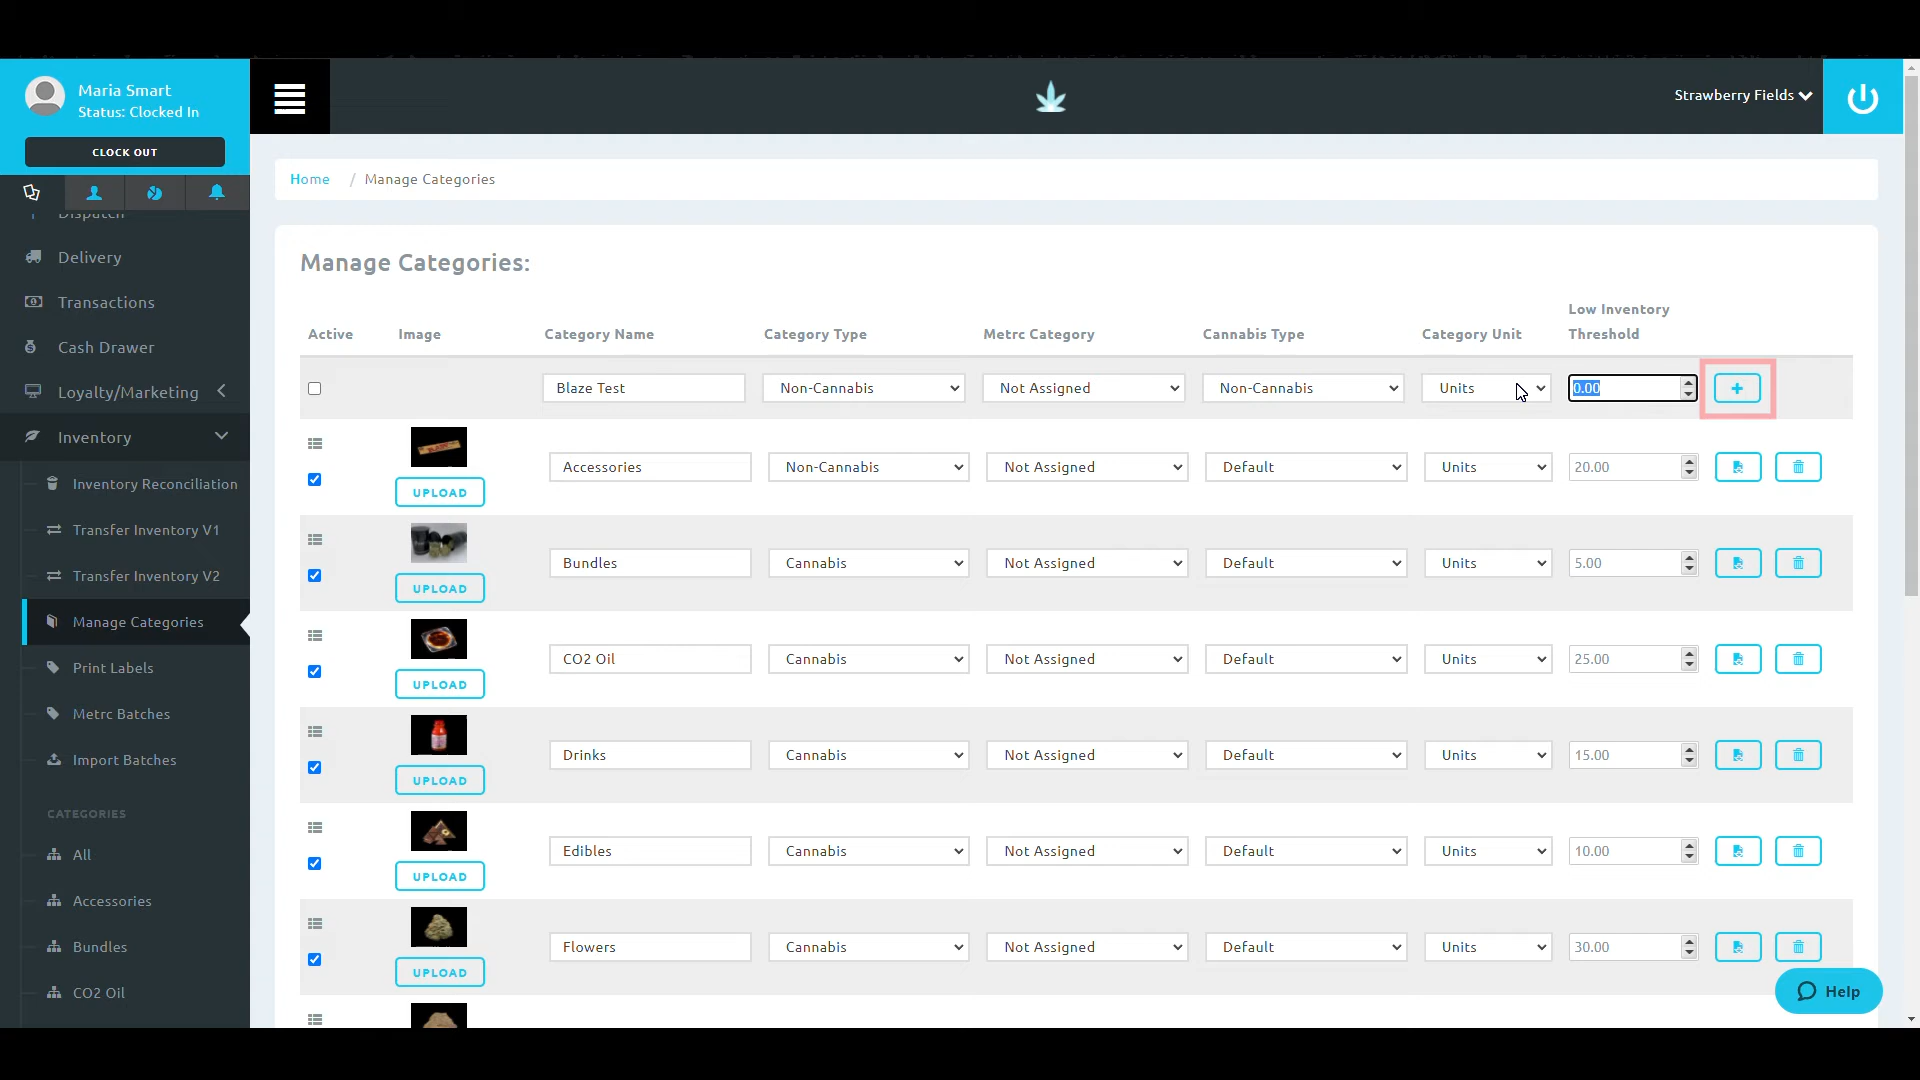 Maria Smart
Status: Clocked In
CLOCK OUT
Strawberry Fields
Dispatch
Delivery
Transactions
Cash Drawer
Loyalty/Marketing
Inventory
Inventory Reconciliation
Transfer Inventory V1
Transfer Inventory V2
Manage Categories
Print Labels
Metrc Batches
Import Batches
CATEGORIES
All
Accessories
Bundles
CO2 Oil
Home / Manage Categories
Manage Categories:
Active Image Category Name Category Type Metrc Category Cannabis Type Category Unit Low Inventory Threshold
Blaze Test Non-Cannabis Not Assigned Non-Cannabis Units 0.00
Accessories Non-Cannabis Not Assigned Default Units 20.00
UPLOAD
Bundles Cannabis Not Assigned Default Units 5.00
UPLOAD
CO2 Oil Cannabis Not Assigned Default Units 25.00
UPLOAD
Drinks Cannabis Not Assigned Default Units 15.00
UPLOAD
Edibles Cannabis Not Assigned Default Units 10.00
UPLOAD
Flowers Cannabis Not Assigned Default Units 30.00
UPLOAD
Help